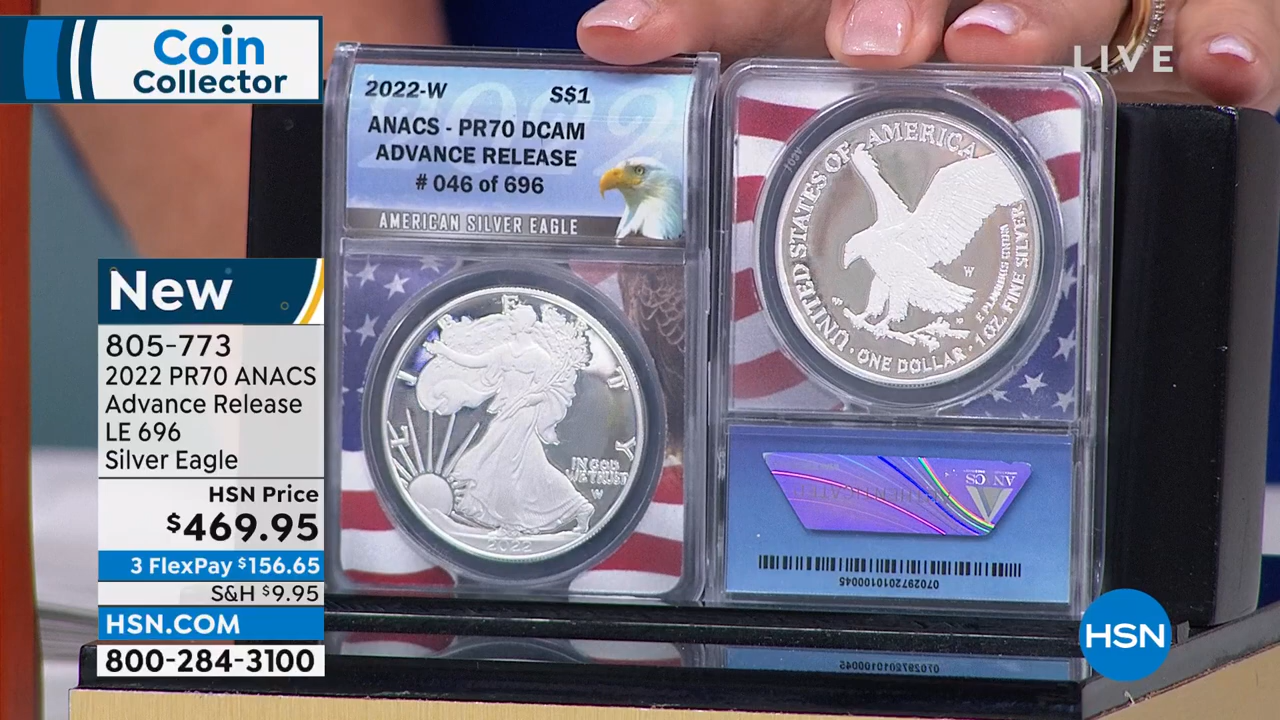 Coin
Collector
LIVE
New
805-773
2022 PR70 ANACS
Advance Release
LE 696
Silver Eagle
HSN Price
$469.95
3 FlexPay $156.65
S&H $9.95
HSN.COM
800-284-3100
2022-W S$1
ANACS - PR70 DCAM
ADVANCE RELEASE
# 046 of 696
AMERICAN SILVER EAGLE
LIBERTY
IN GOD
WE TRUST
W
2022
UNITED STATES OF AMERICA
W
E PLURIBUS UNUM
1 OZ. FINE SILVER
ONE DOLLAR
ANACS
AUTHENTICATED
0702972010100045
HSN